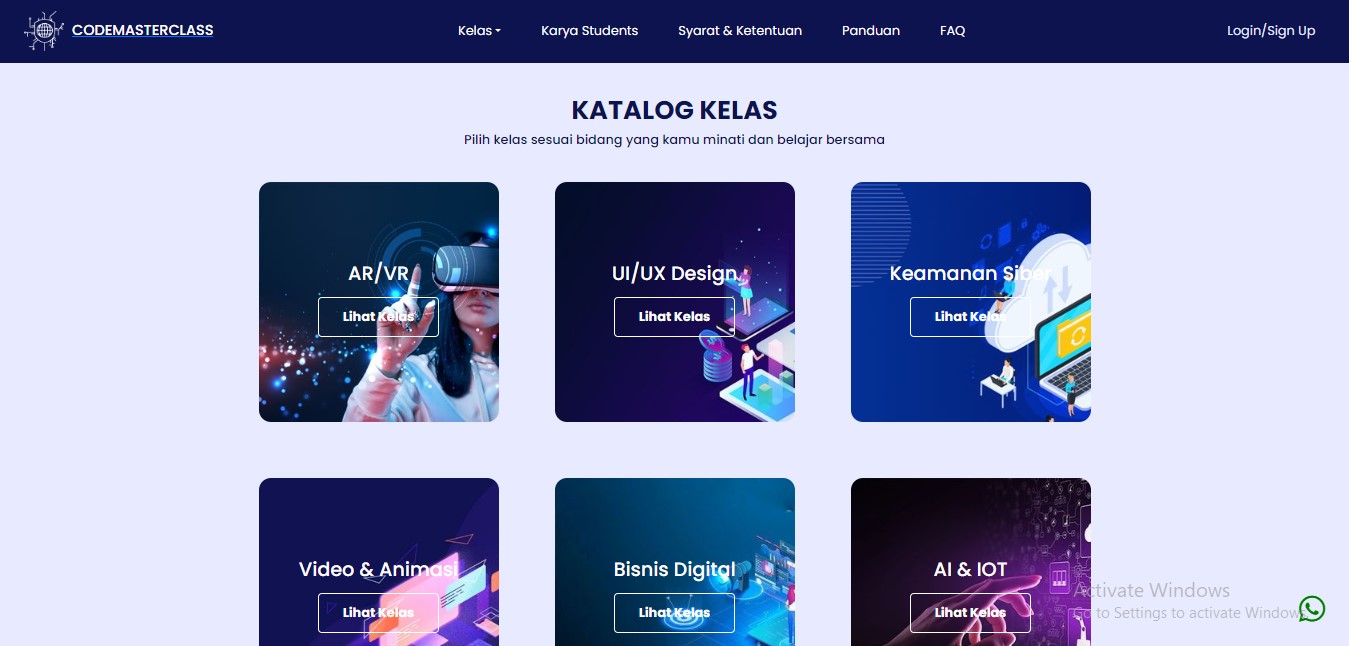 CODEMASTERCLASS
Kelas
Karya Students
Syarat & Ketentuan
Panduan
FAQ
Login/Sign Up
KATALOG KELAS
Pilih kelas sesuai bidang yang kamu minati dan belajar bersama
AR/VR
Lihat Kelas
UI/UX Design
Lihat Kelas
Keamanan Siber
Lihat Kelas
Video & Animasi
Lihat Kelas
Bisnis Digital
Lihat Kelas
AI & IOT
Lihat Kelas
Activate Windows
Go to Settings to activate Windows